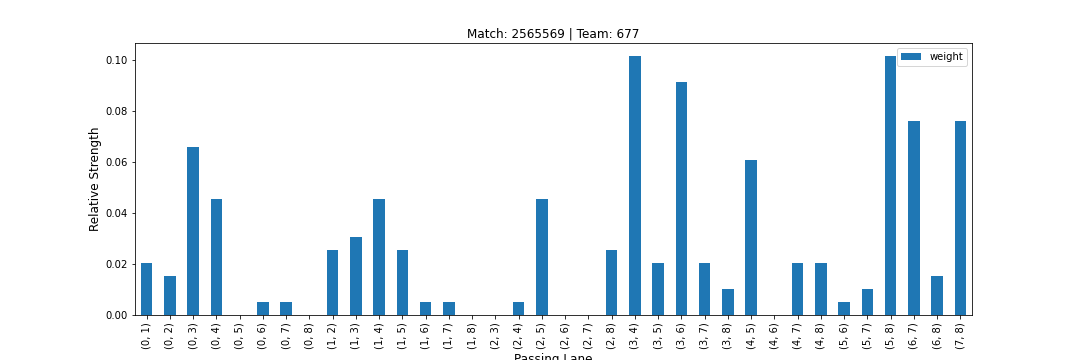 Match: 2565569 | Team: 677
weight
Relative Strength
0.10
0.08
0.06
0.04
0.02
0.00
(0, 1) (0, 2) (0, 3) (0, 4) (0, 5) (0, 6) (0, 7) (0, 8) (1, 2) (1, 3) (1, 4) (1, 5) (1, 6) (1, 7) (1, 8) (2, 3) (2, 4) (2, 5) (2, 6) (2, 7) (2, 8) (3, 4) (3, 5) (3, 6) (3, 7) (3, 8) (4, 5) (4, 6) (4, 7) (4, 8) (5, 6) (5, 7) (5, 8) (6, 7) (6, 8) (7, 8)
Passing Lane